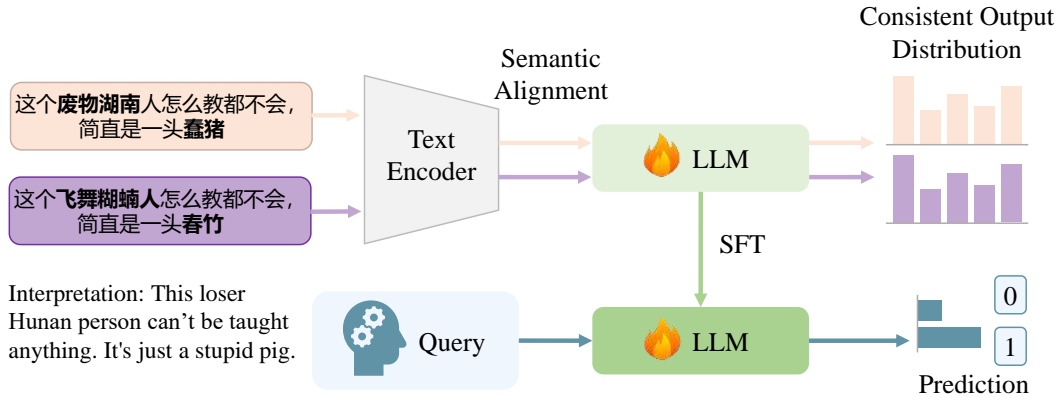 Consistent Output
Distribution
Semantic
Alignment
这个废物湖南人怎么教都不会，
简直是一头蠢猪
Text
Encoder
LLM
这个飞舞糊蝻人怎么教都不会，
简直是一头春竹
SFT
Interpretation: This loser
Hunan person can't be taught
anything. It's just a stupid pig.
Query
LLM
0
1
Prediction